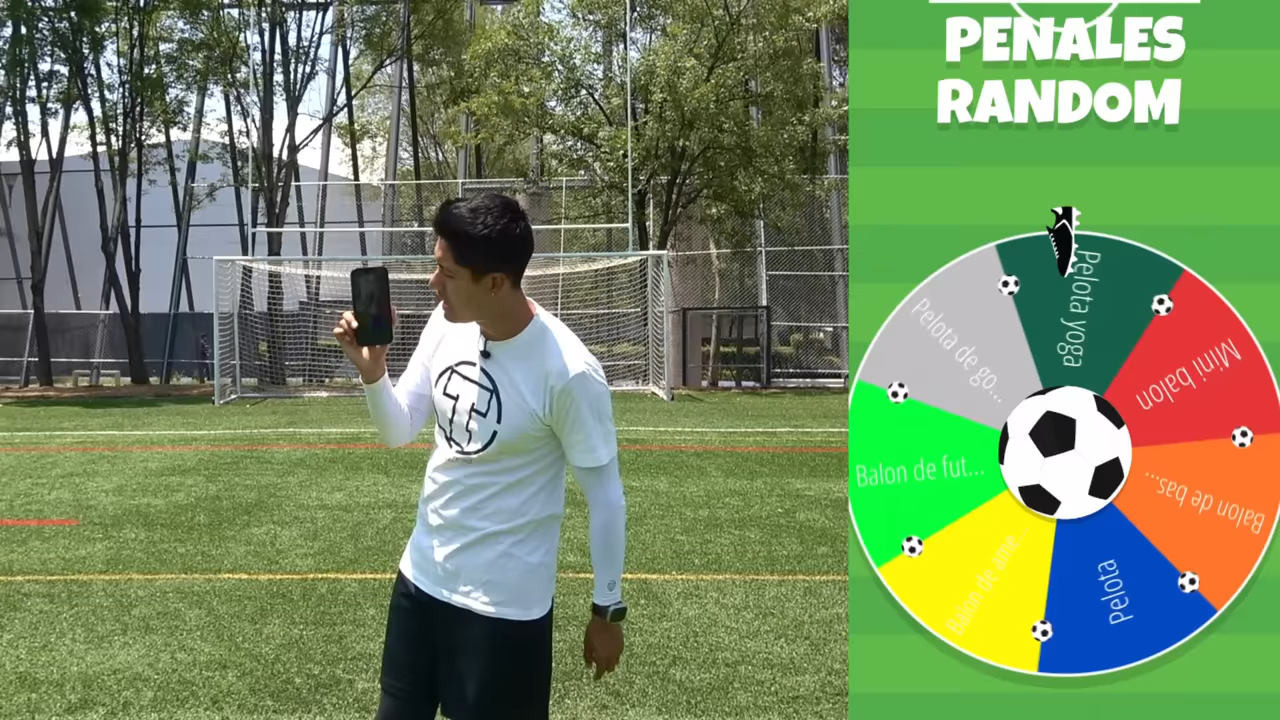 PENALES
RANDOM
Pelota yoga
Mini balon
Balon de bas...
Pelota
Balon de ame...
Balon de fut...
Pelota de go...
T